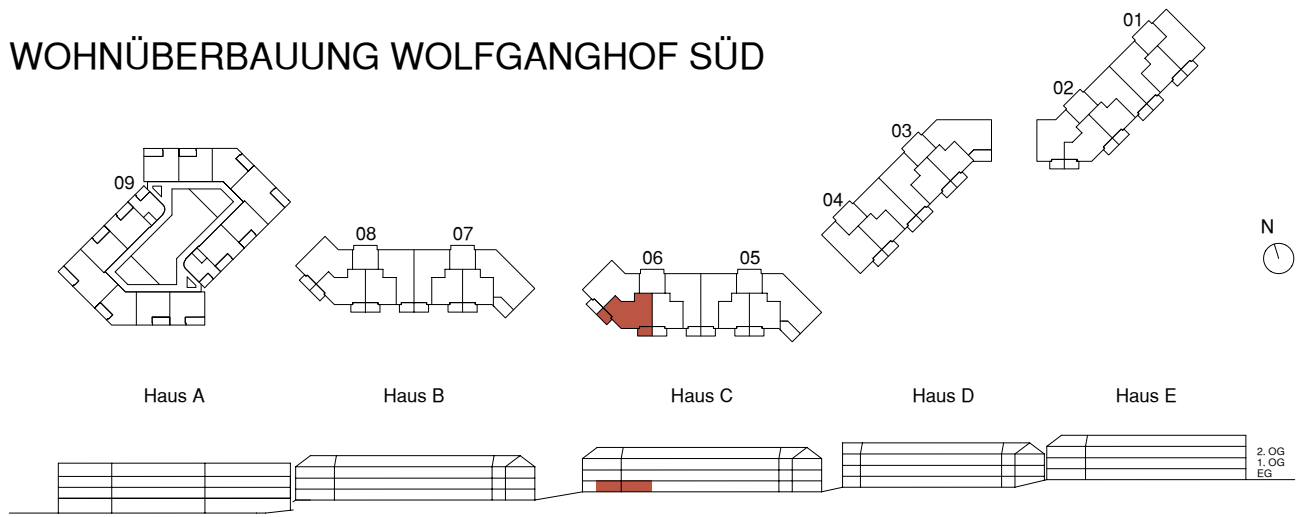 WOHNÜBERBAUUNG WOLFGANGHOF SÜD
01
02
03
04
09
08
07
06
05
N
Haus A
Haus B
Haus C
Haus D
Haus E
2. OG
1. OG
EG